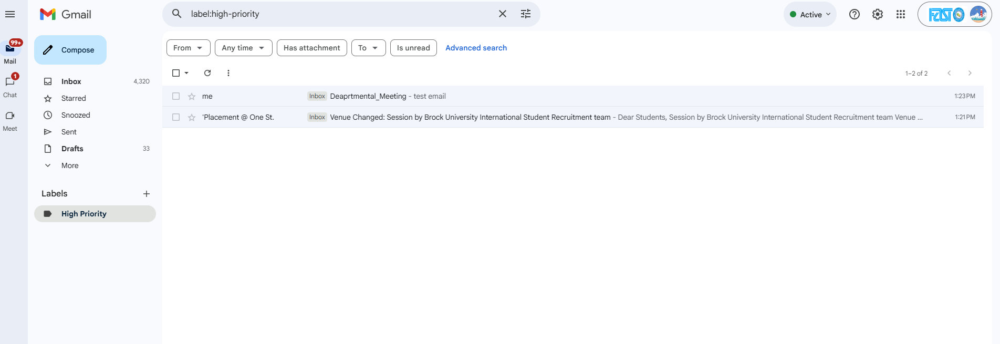 99+
Mail
1
Chat
Meet
Gmail
Compose
Inbox 4,320
Starred
Snoozed
Sent
Drafts 33
More
Labels
High Priority
label:high-priority
Active
From Any time Has attachment To Is unread Advanced search
1–2 of 2
me Inbox Deaprtmental_Meeting - test email 1:23 PM
'Placement @ One St. Inbox Venue Changed: Session by Brock University International Student Recruitment team - Dear Students, Session by Brock University International Student Recruitment team Venue ... 1:21 PM